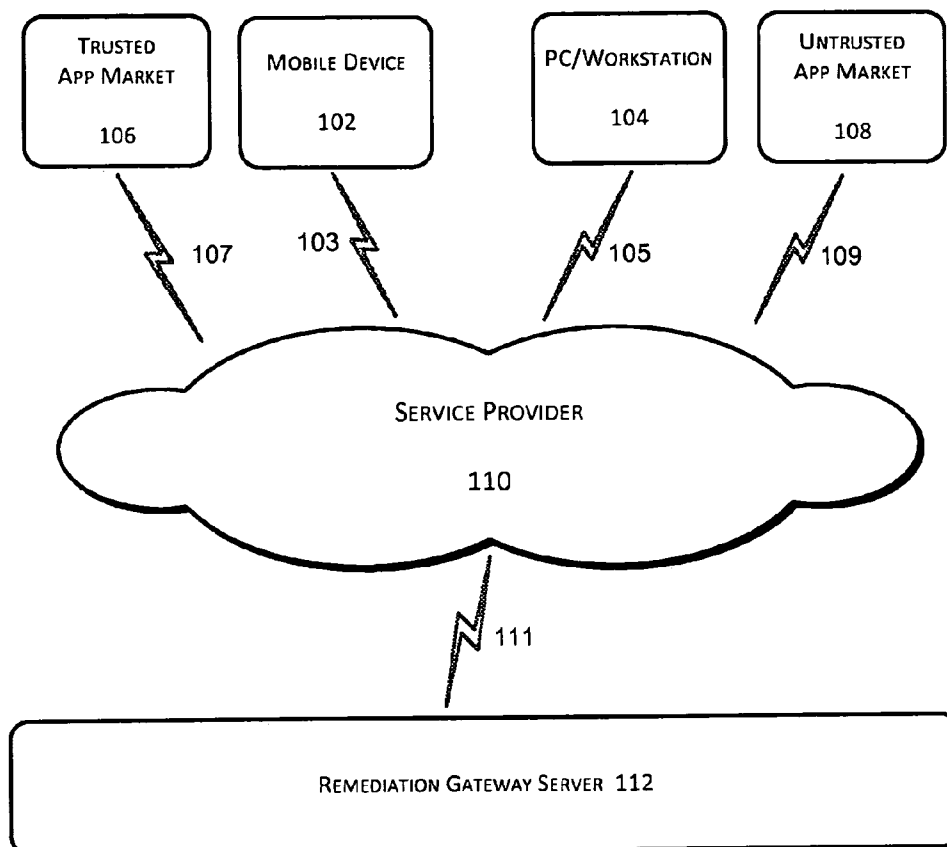 TRUSTED
APP MARKET
106
MOBILE DEVICE
102
PC/WORKSTATION
104
UNTRUSTED
APP MARKET
108
107
103
105
109
SERVICE PROVIDER
110
111
REMEDIATION GATEWAY SERVER 112